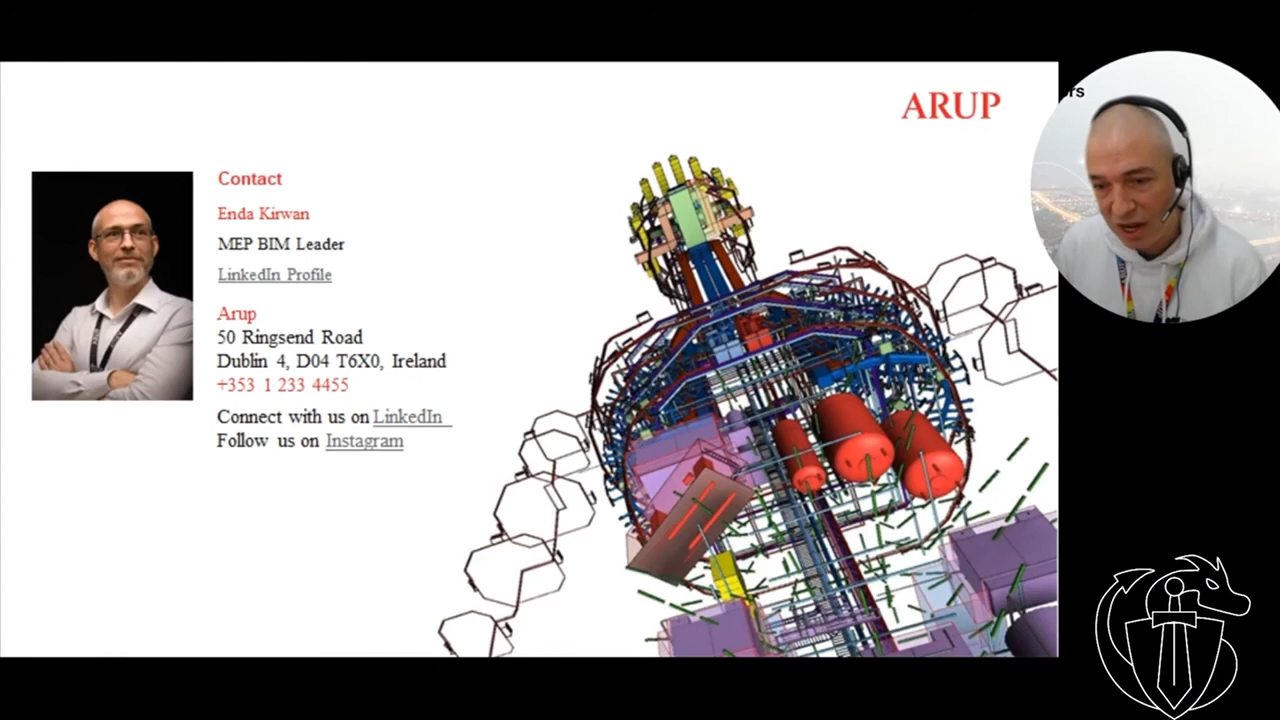 ARUP
Contact
Enda Kirwan
MEP BIM Leader
LinkedIn Profile
Arup
50 Ringsend Road
Dublin 4, D04 T6X0, Ireland
+353 1 233 4455
Connect with us on LinkedIn
Follow us on Instagram
rs